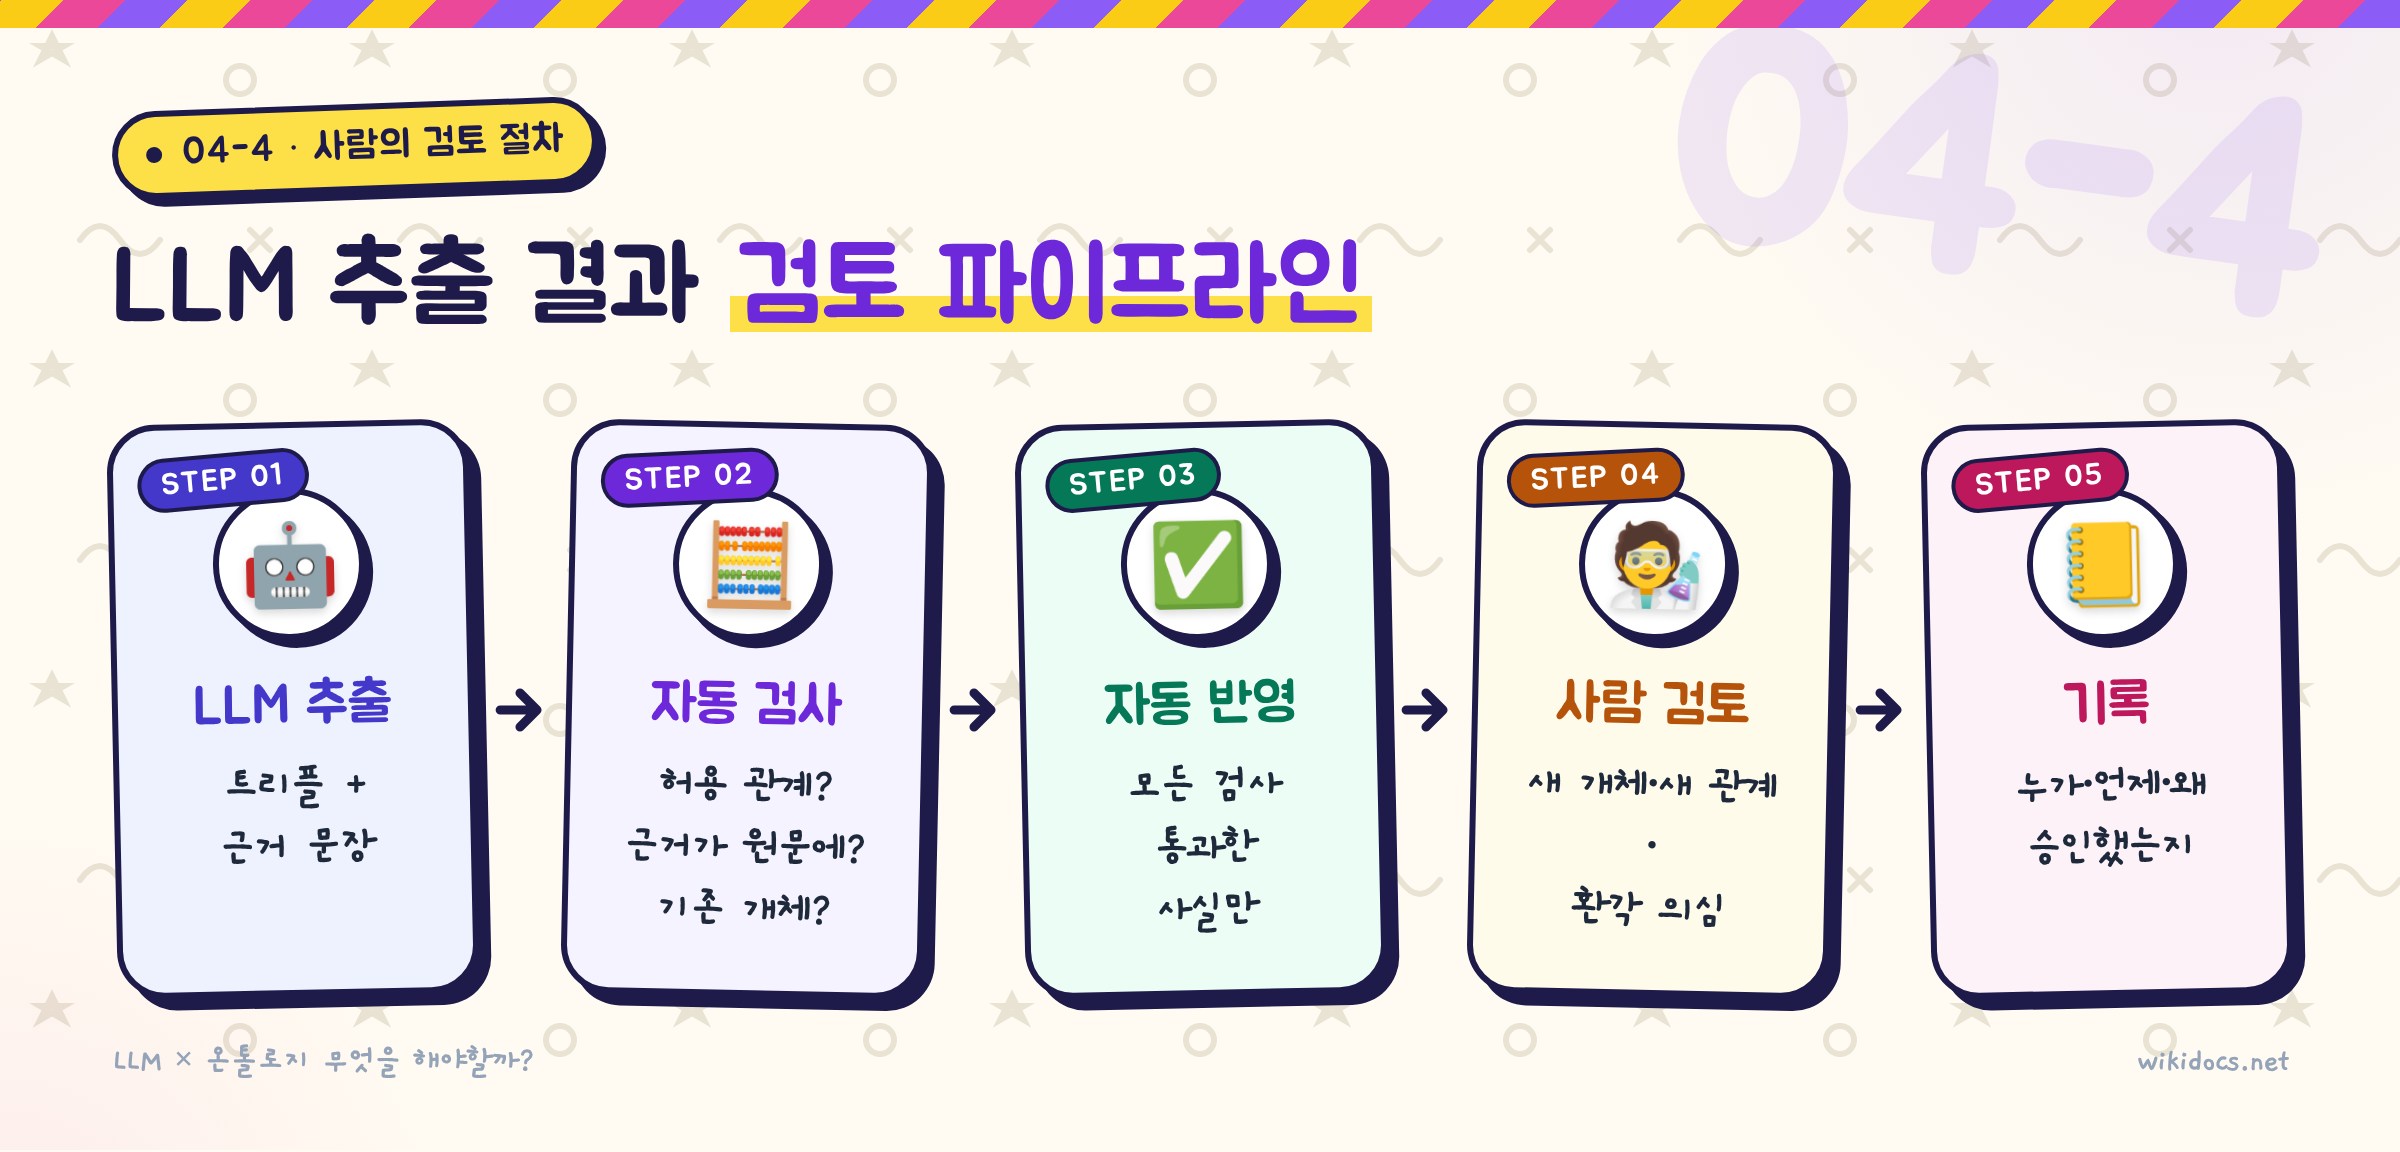 04-4
04-4 · 사람의 검토 절차
LLM 추출 결과 검토 파이프라인
STEP 01
LLM 추출
트리플 +
근거 문장
STEP 02
자동 검사
허용 관계?
근거가 원문에?
기존 개체?
STEP 03
자동 반영
모든 검사
통과한
사실만
STEP 04
사람 검토
새 개체·새 관계
·
환각 의심
STEP 05
기록
누가·언제·왜
승인했는지
LLM × 온톨로지 무엇을 해야할까?
wikidocs.net